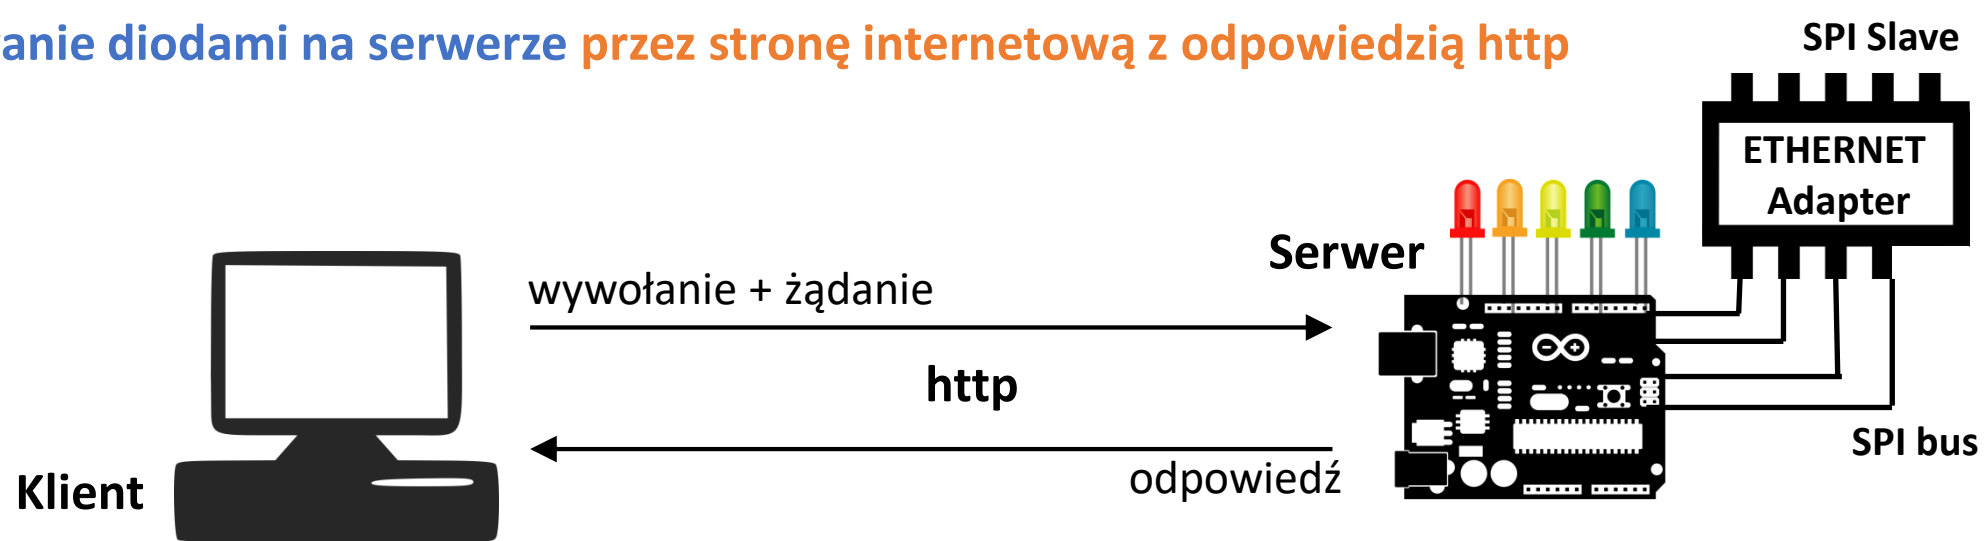 anie diodami na serwerze przez stronę internetową z odpowiedzią http
SPI Slave
ETHERNET
Adapter
Serwer
wywołanie + żądanie
http
SPI bus
odpowiedź
Klient